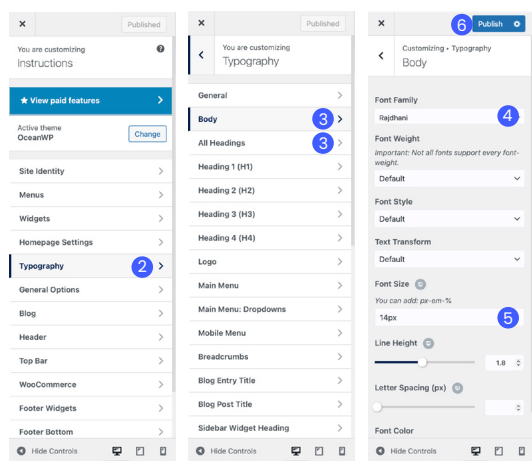 Published
You are customizing
Instructions
View paid features
Active theme
OceanWP
Change
Site Identity
Menus
Widgets
Homepage Settings
Typography
2
General Options
Blog
Header
Top Bar
WooCommerce
Footer Widgets
Footer Bottom
Hide Controls
Published
You are customizing
Typography
General
Body
3
All Headings
3
Heading 1 (H1)
Heading 2 (H2)
Heading 3 (H3)
Heading 4 (H4)
Logo
Main Menu
Main Menu: Dropdowns
Mobile Menu
Breadcrumbs
Blog Entry Title
Blog Post Title
Sidebar Widget Heading
Hide Controls
6
Publish
Customizing • Typography
Body
Font Family
Rajdhani
4
Font Weight
Important: Not all fonts support every font-
weight.
Default
Font Style
Default
Text Transform
Default
Font Size
You can add: px-em-%
14px
5
Line Height
1.8
Letter Spacing (px)
Font Color
Hide Controls